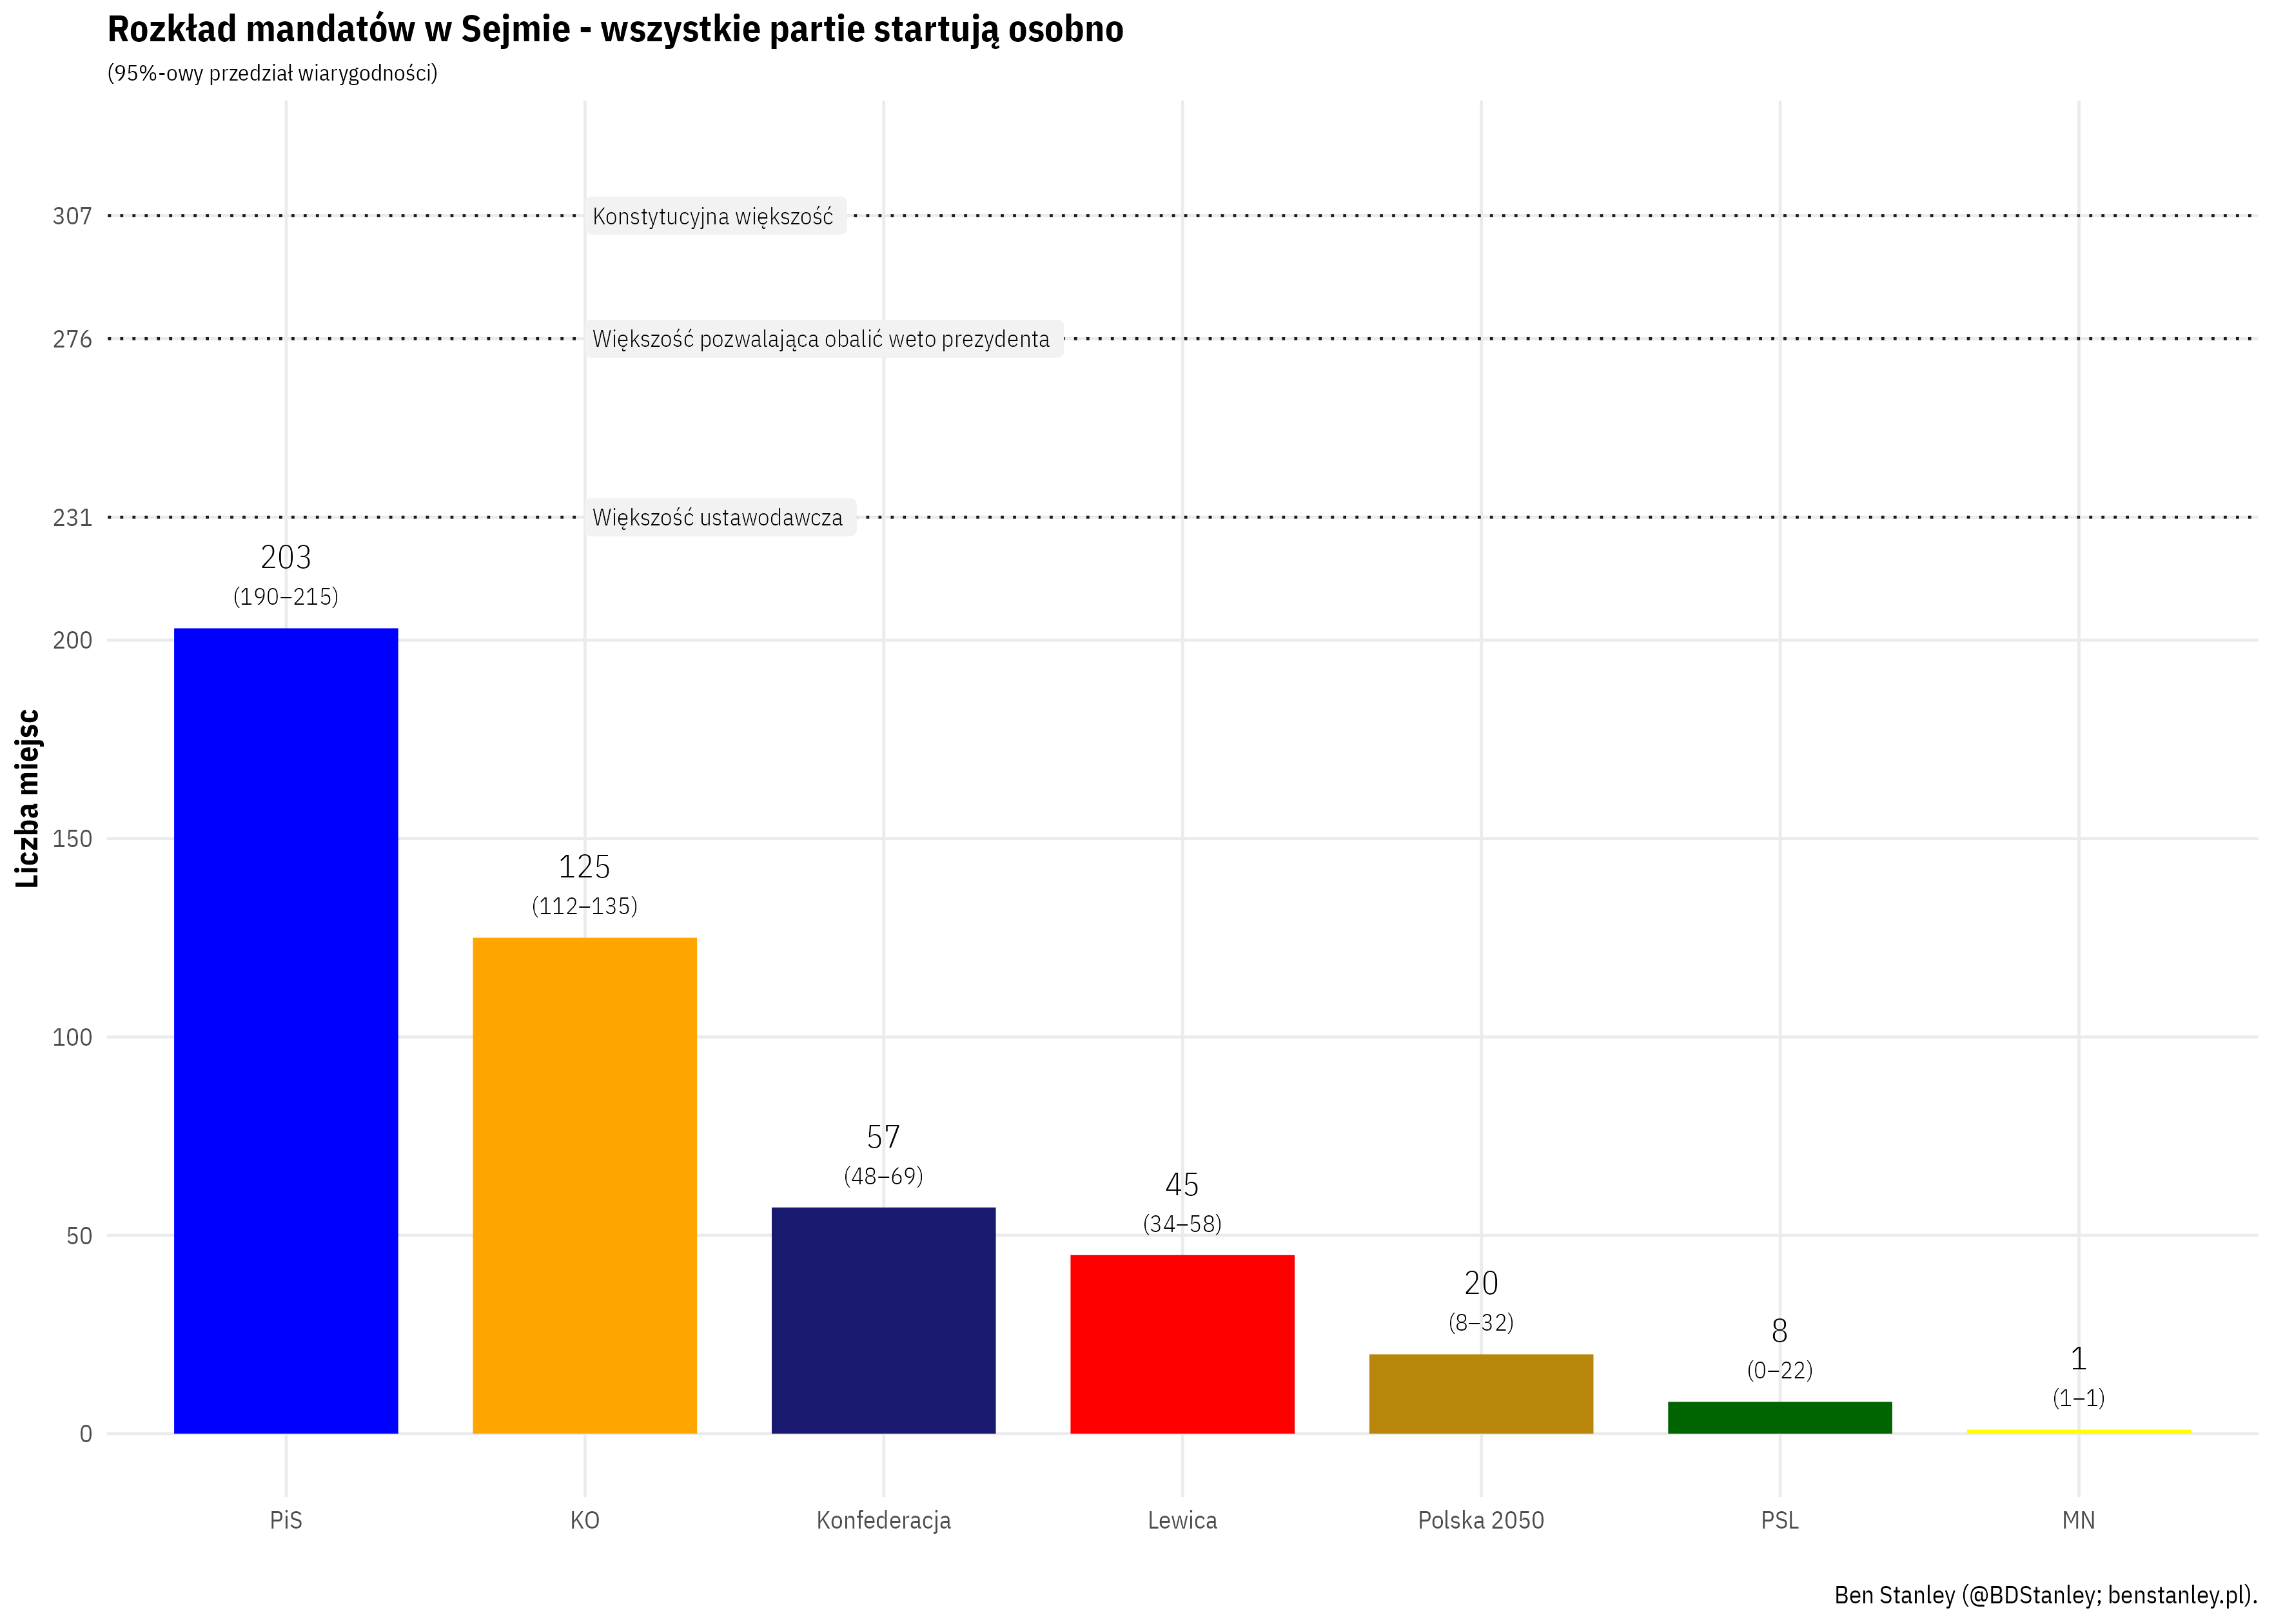 Rozkład mandatów w Sejmie - wszystkie partie startują osobno
(95%-owy przedział wiarygodności)
307
Konstytucyjna większość
276
Większość pozwalająca obalić weto prezydenta
231
Większość ustawodawcza
203
(190–215)
200
Liczba miejsc
150
125
(112–135)
100
57
(48–69)
45
(34–58)
50
20
(8–32)
8
(0–22)
1
(1–1)
0
PiS
KO
Konfederacja
Lewica
Polska 2050
PSL
MN
Ben Stanley (@BDStanley; benstanley.pl).